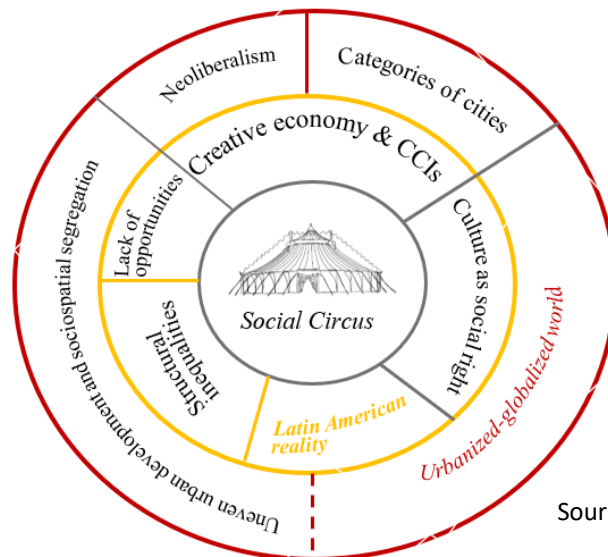 Neoliberalism
Categories of cities
Creative economy & CCIs
Lack of
opportunities
Culture as social right
Social Circus
Structural
inequalities
Latin American
reality
Uneven urban development and sociospatial segregation
Urbanized-globalized world
Sour